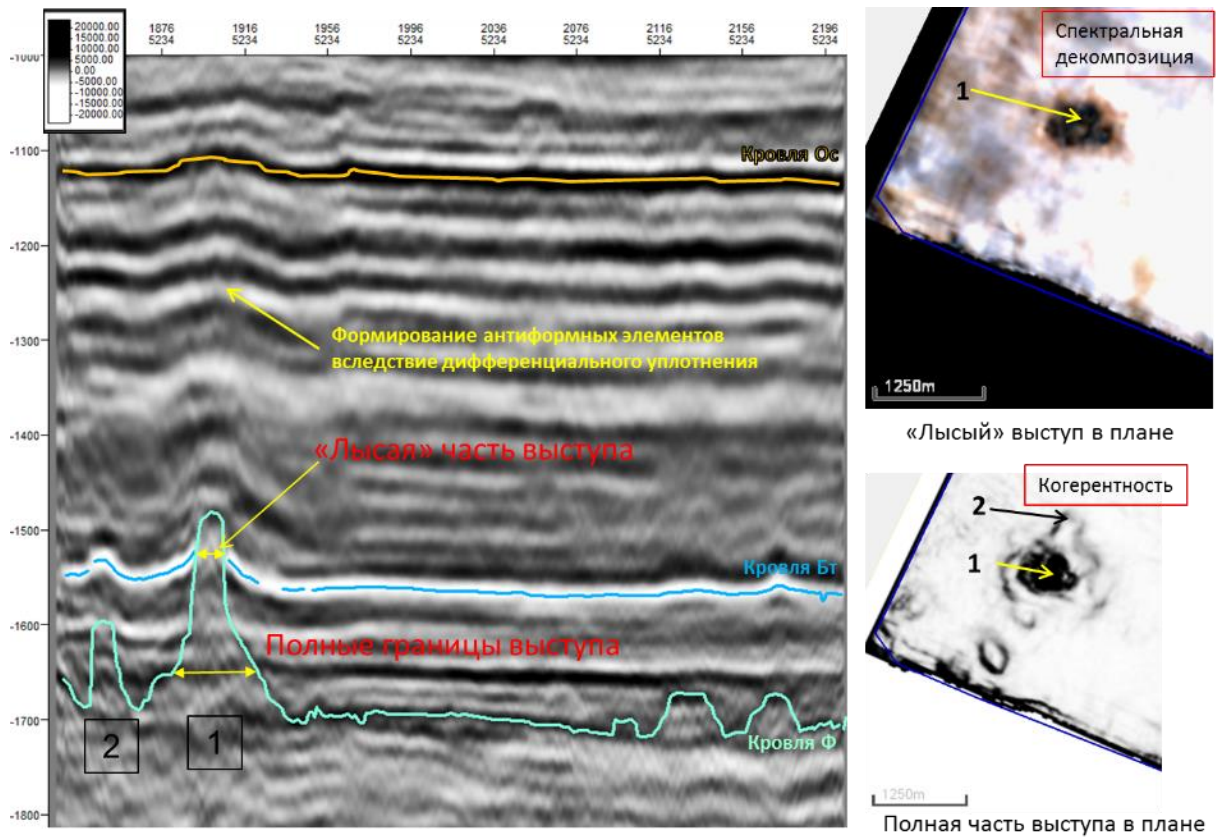 20000.00
15000.00
10000.00
5000.00
0.00
-5000.00
-10000.00
-15000.00
-20000.00
1876 1916 1956 1996 2036 2076 2116 2156 2196
5234 5234 5234 5234 5234 5234 5234 5234 5234
-1000
-1100
-1200
-1300
-1400
-1500
-1600
-1700
-1800
Кровля Ос
Формирование антиформных элементов
вследствие дифференциального уплотнения
«Лысая» часть выступа
Кровля Бт
Полные границы выступа
Кровля Ф
2
1
Спектральная
декомпозиция
1
1250m
«Лысый» выступ в плане
Когерентность
2
1
1250m
Полная часть выступа в плане